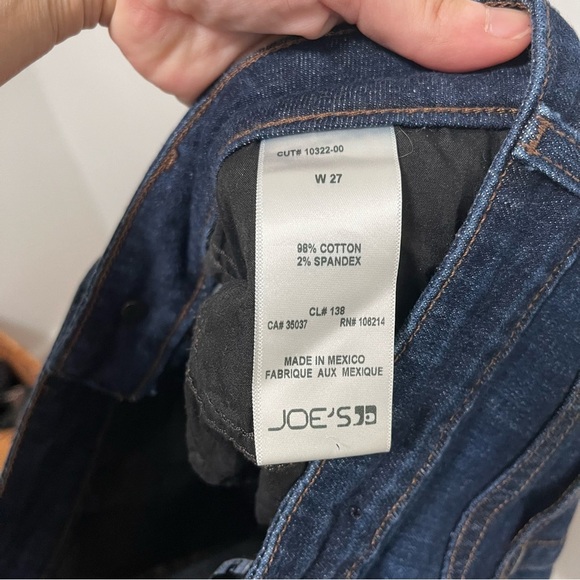 CUT# 10322-00
W 27
98% COTTON
2% SPANDEX
CL# 138
CA# 35037 RN# 106214
MADE IN MEXICO
FABRIQUE AUX MEXIQUE
JOE'S